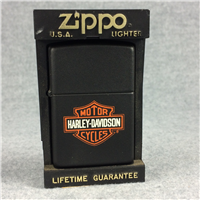 ZIPPO
U.S.A. LIGHTER
MOTOR
HARLEY-DAVIDSON
CYCLES
LIFETIME GUARANTEE